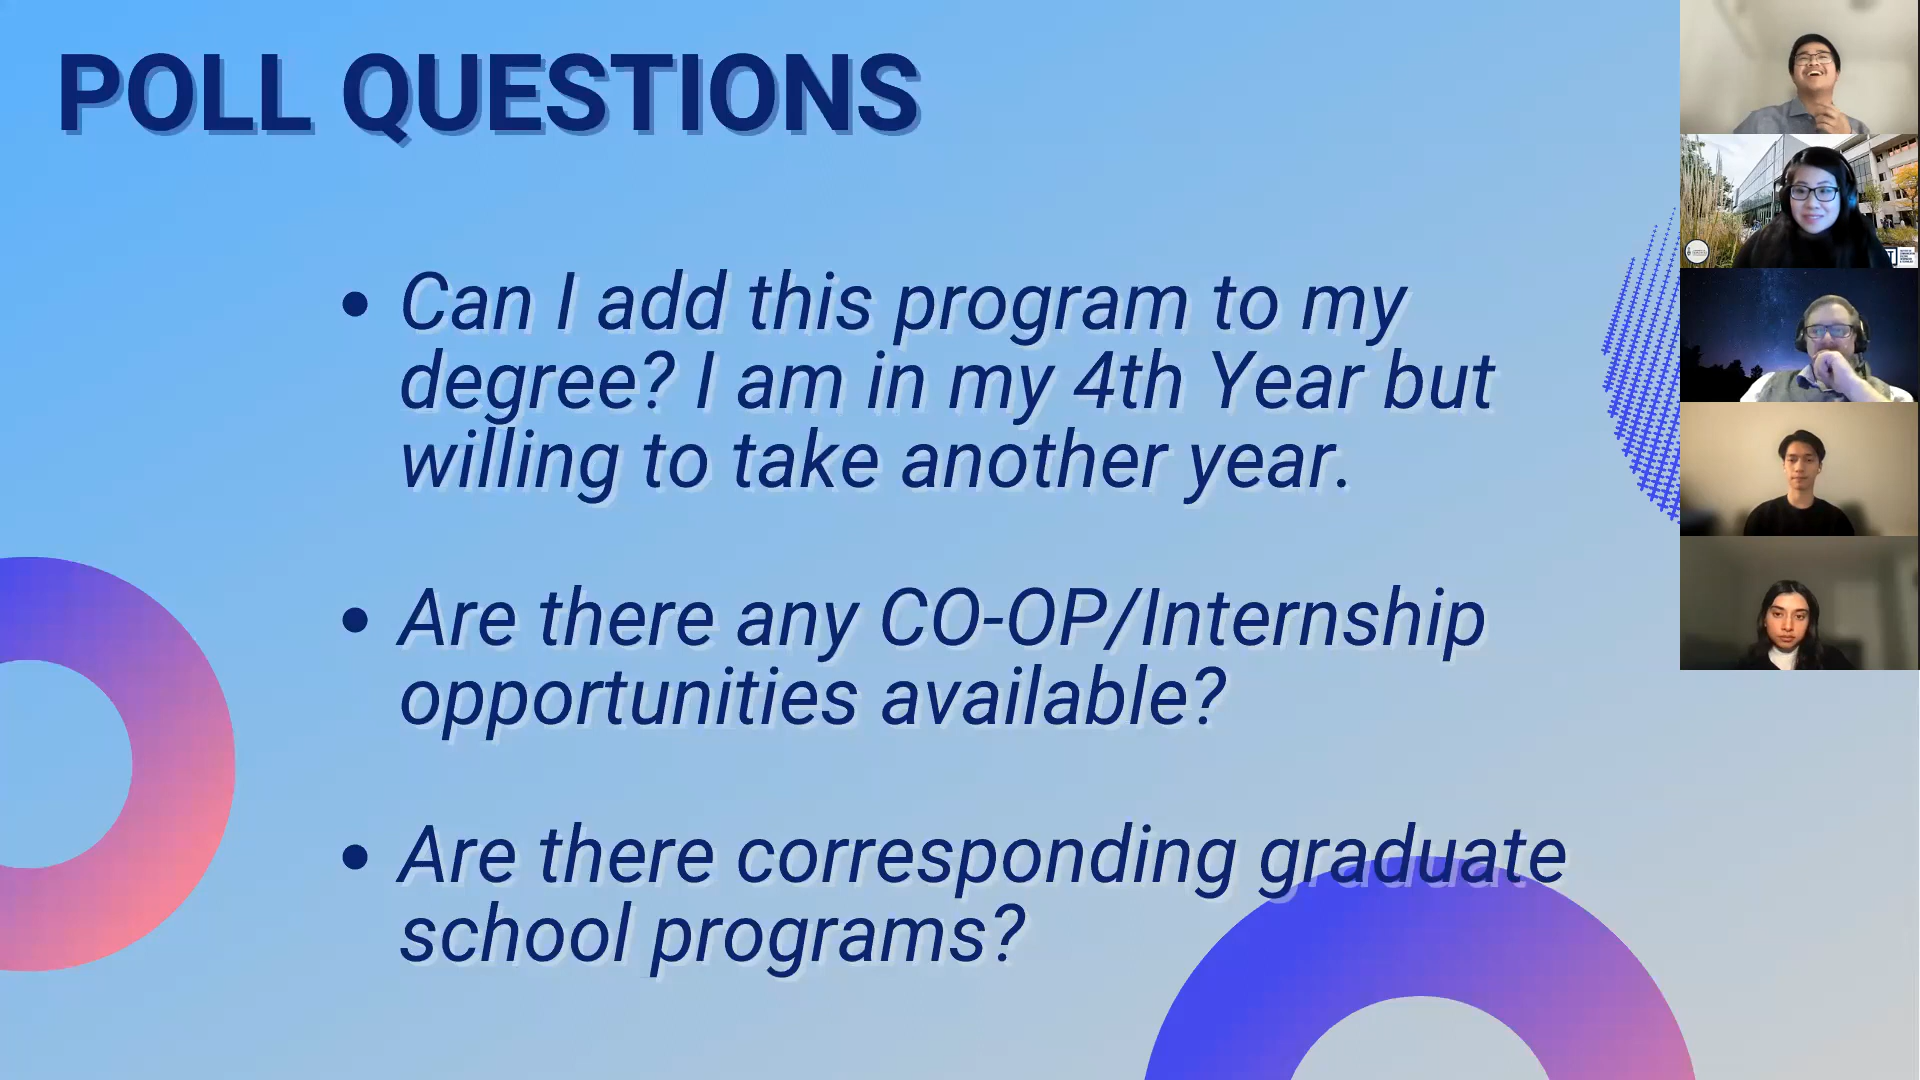 POLL QUESTIONS
• Can I add this program to my
degree? I am in my 4th Year but
willing to take another year.
• Are there any CO-OP/Internship
opportunities available?
• Are there corresponding graduate
school programs?